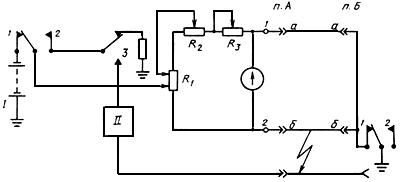 п. А п. Б
1 2 3 R₂ R₃ 1 а а
I R₁
II 2 б б 1 2